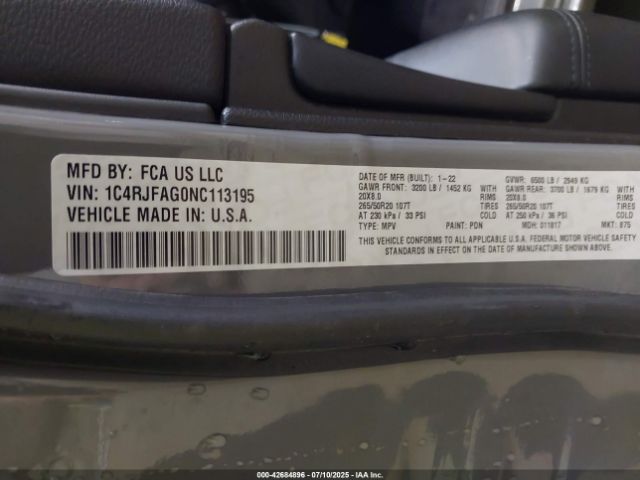 MFD BY: FCA US LLC
VIN: 1C4RJFAG0NC113195
VEHICLE MADE IN: U.S.A.
DATE OF MFR (BUILT): 1-22 GVWR: 6500 LB / 2949 KG
GAWR FRONT: 3200 LB / 1452 KG WITH GAWR REAR: 3700 LB / 1679 KG WITH
20X8.0 RIMS 20X8.0 RIMS
265/50R20 107T TIRES 265/50R20 107T TIRES
AT 230 kPa / 33 PSI COLD AT 250 kPa / 36 PSI COLD
TYPE: MPV PAINT: PDN MDH: 011817 MKT: 875
THIS VEHICLE CONFORMS TO ALL APPLICABLE U.S.A. FEDERAL MOTOR VEHICLE SAFETY
STANDARDS IN EFFECT ON THE DATE OF MANUFACTURE SHOWN ABOVE.
000-42684896 - 07/10/2025 - IAAI.COM